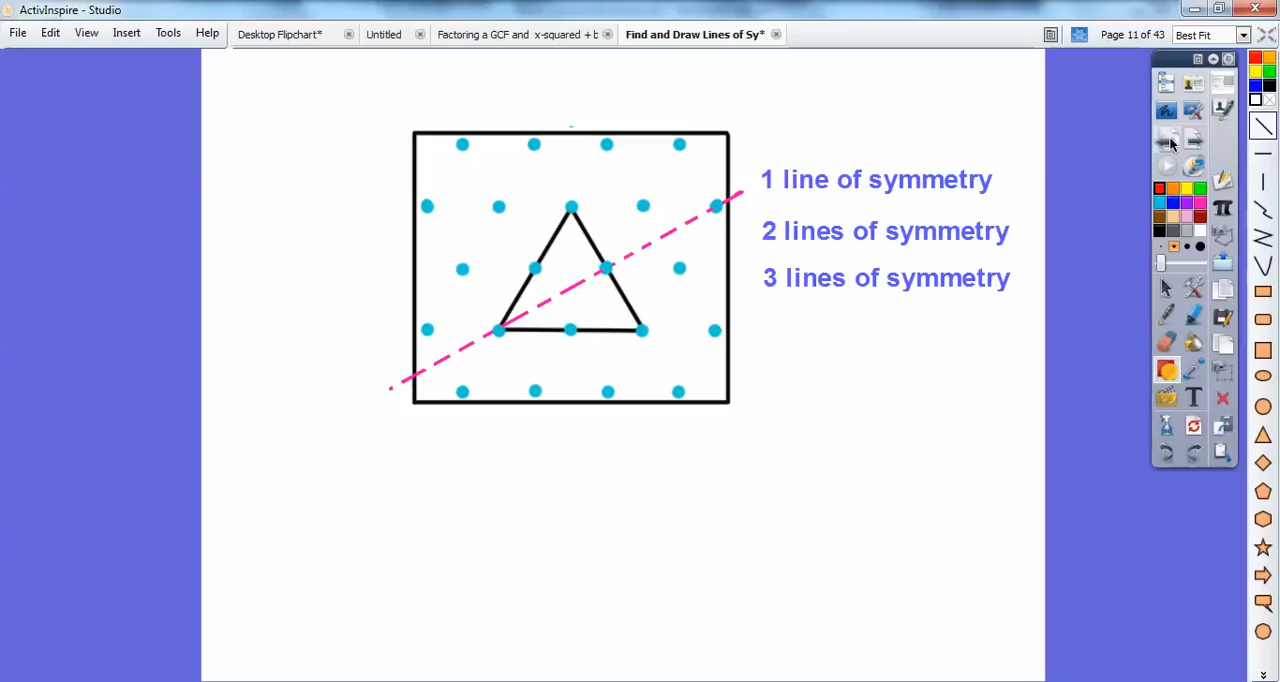 ActivInspire - Studio
File Edit View Insert Tools Help
Desktop Flipchart* Untitled Factoring a GCF and x-squared + b Find and Draw Lines of Sy* Page 11 of 43 Best Fit
1 line of symmetry
2 lines of symmetry
3 lines of symmetry